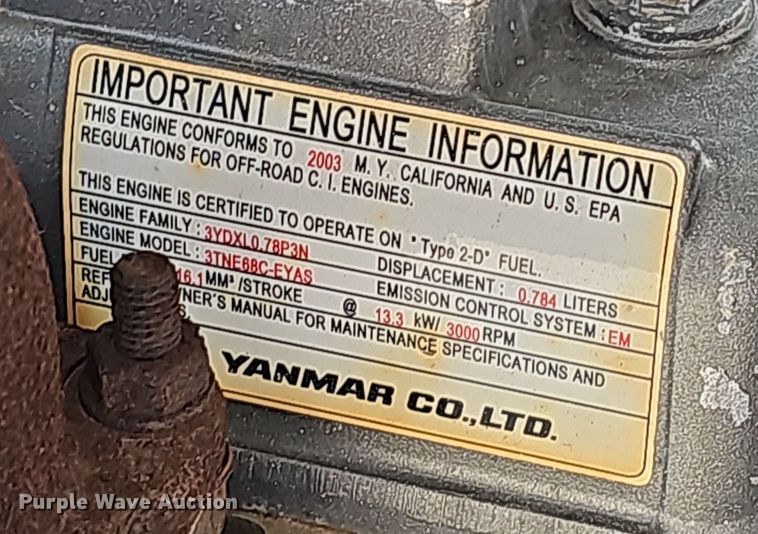 IMPORTANT ENGINE INFORMATION
THIS ENGINE CONFORMS TO 2003 M.Y. CALIFORNIA AND U.S. EPA
REGULATIONS FOR OFF-ROAD C.I. ENGINES.
THIS ENGINE IS CERTIFIED TO OPERATE ON "Type 2-D" FUEL.
ENGINE FAMILY: 3YDXL0.78P3N DISPLACEMENT: 0.784 LITERS
ENGINE MODEL: 3TNE68C-EYAS EMISSION CONTROL SYSTEM: EM
FUEL 16.1 MM³/STROKE @ 13.3 kW/ 3000 RPM
NER'S MANUAL FOR MAINTENANCE SPECIFICATIONS AND
YANMAR CO.,LTD.
Purple Wave Auction